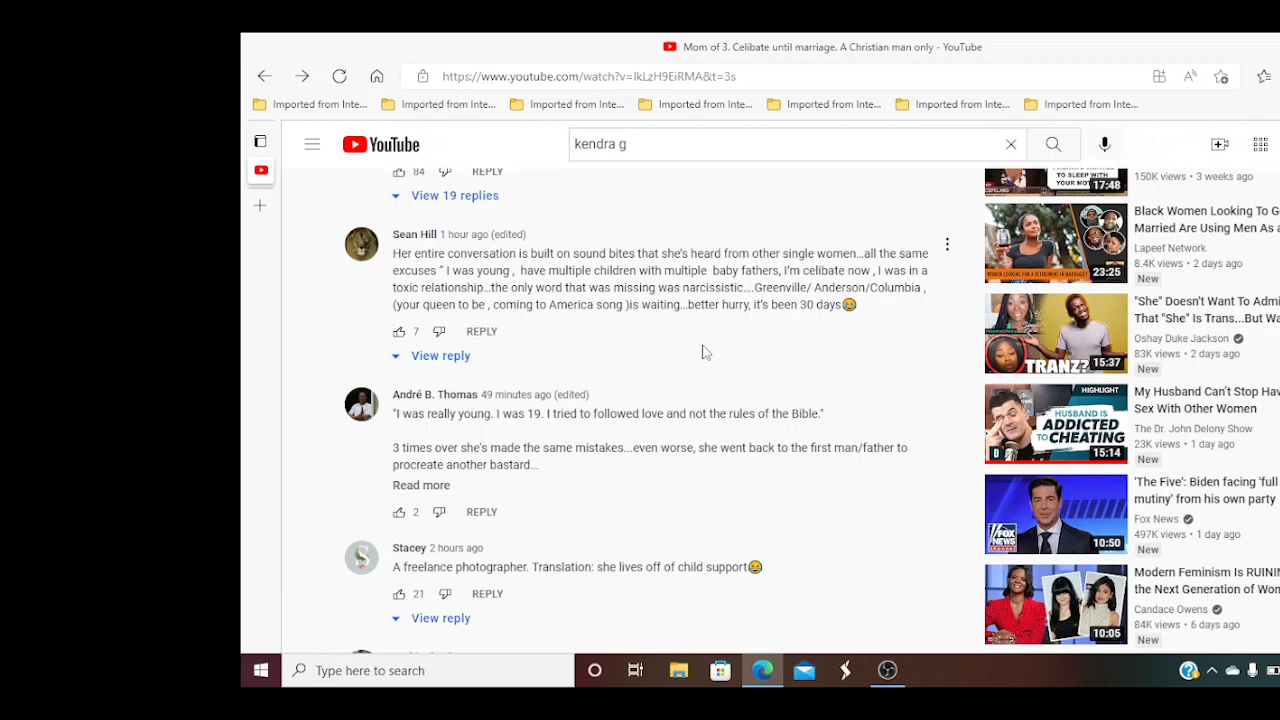 Mom of 3. Celibate until marriage. A Christian man only - YouTube
https://www.youtube.com/watch?v=lkLzH9EiRMA&t=3s
Imported from Inte...
Imported from Inte...
Imported from Inte...
Imported from Inte...
Imported from Inte...
Imported from Inte...
Imported from Inte...
YouTube
kendra g
84 REPLY
View 19 replies
Sean Hill 1 hour ago (edited)
Her entire conversation is built on sound bites that she's heard from other single women...all the same
excuses " I was young , have multiple children with multiple baby fathers, I'm celibate now , I was in a
toxic relationship...the only word that was missing was narcissistic....Greenville/ Anderson/Columbia ,
(your queen to be , coming to America song )is waiting...better hurry, it's been 30 days😂
7 REPLY
View reply
André B. Thomas 49 minutes ago (edited)
"I was really young. I was 19. I tried to followed love and not the rules of the Bible."
3 times over she's made the same mistakes...even worse, she went back to the first man/father to
procreate another bastard...
Read more
2 REPLY
Stacey 2 hours ago
A freelance photographer. Translation: she lives off of child support😂
21 REPLY
View reply
TO SLEEP WITH
YOUR MOT
17:48
150K views • 3 weeks ago
23:25
Black Women Looking To G
Married Are Using Men As a
Lapeef Network
8.4K views • 2 days ago
New
TRANZ?
15:37
"She" Doesn't Want To Admi
That "She" Is Trans...But Wa
Oshay Duke Jackson
83K views • 2 days ago
New
HIGHLIGHT
HUSBAND IS
ADDICTED
TO CHEATING
15:14
My Husband Can't Stop Hav
Sex With Other Women
The Dr. John Delony Show
23K views • 1 day ago
New
FOX
NEWS
10:50
'The Five': Biden facing 'full
mutiny' from his own party
Fox News
497K views • 1 day ago
New
10:05
Modern Feminism Is RUININ
the Next Generation of Wom
Candace Owens
84K views • 6 days ago
New
Type here to search